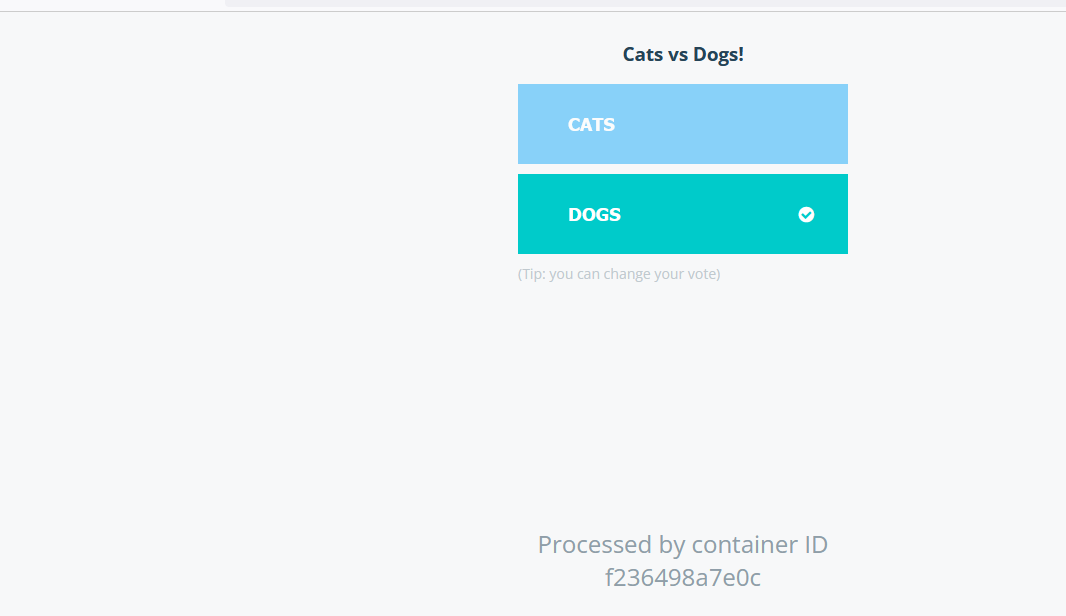 Cats vs Dogs!
CATS
DOGS
(Tip: you can change your vote)
Processed by container ID
f236498a7e0c